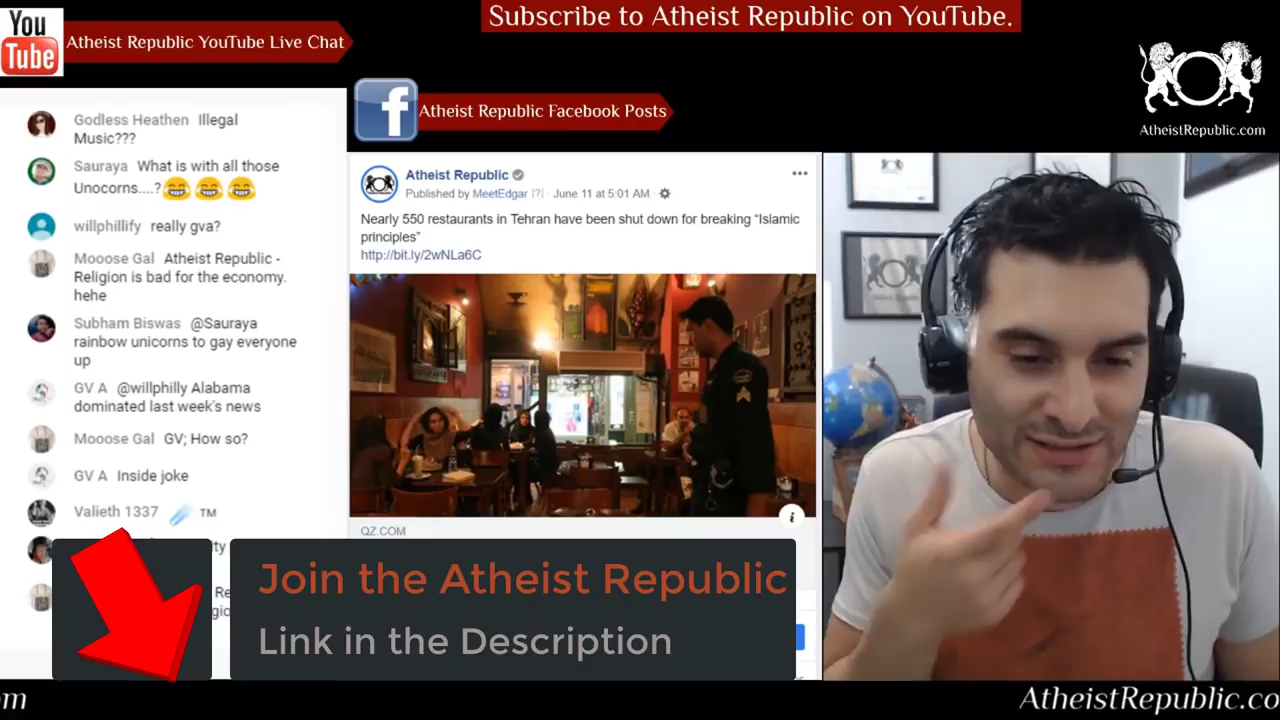 Subscribe to Atheist Republic on YouTube.
You
Tube
Atheist Republic YouTube Live Chat
AtheistRepublic.com
Atheist Republic Facebook Posts
Godless Heathen Illegal
Music???
Sauraya What is with all those
Unocorns....?😂😂😂
willphillify really gva?
Mooose Gal Atheist Republic -
Religion is bad for the economy.
hehe
Subham Biswas @Sauraya
rainbow unicorns to gay everyone
up
GV A @willphilly Alabama
dominated last week's news
Mooose Gal GV; How so?
GV A Inside joke
Valieth 1337 ☄️ ™
Atheist Republic
Published by MeetEdgar [?] · June 11 at 5:01 AM ·
Nearly 550 restaurants in Tehran have been shut down for breaking “Islamic
principles”
http://bit.ly/2wNLa6C
QZ.COM
Join the Atheist Republic
Link in the Description
AtheistRepublic.co